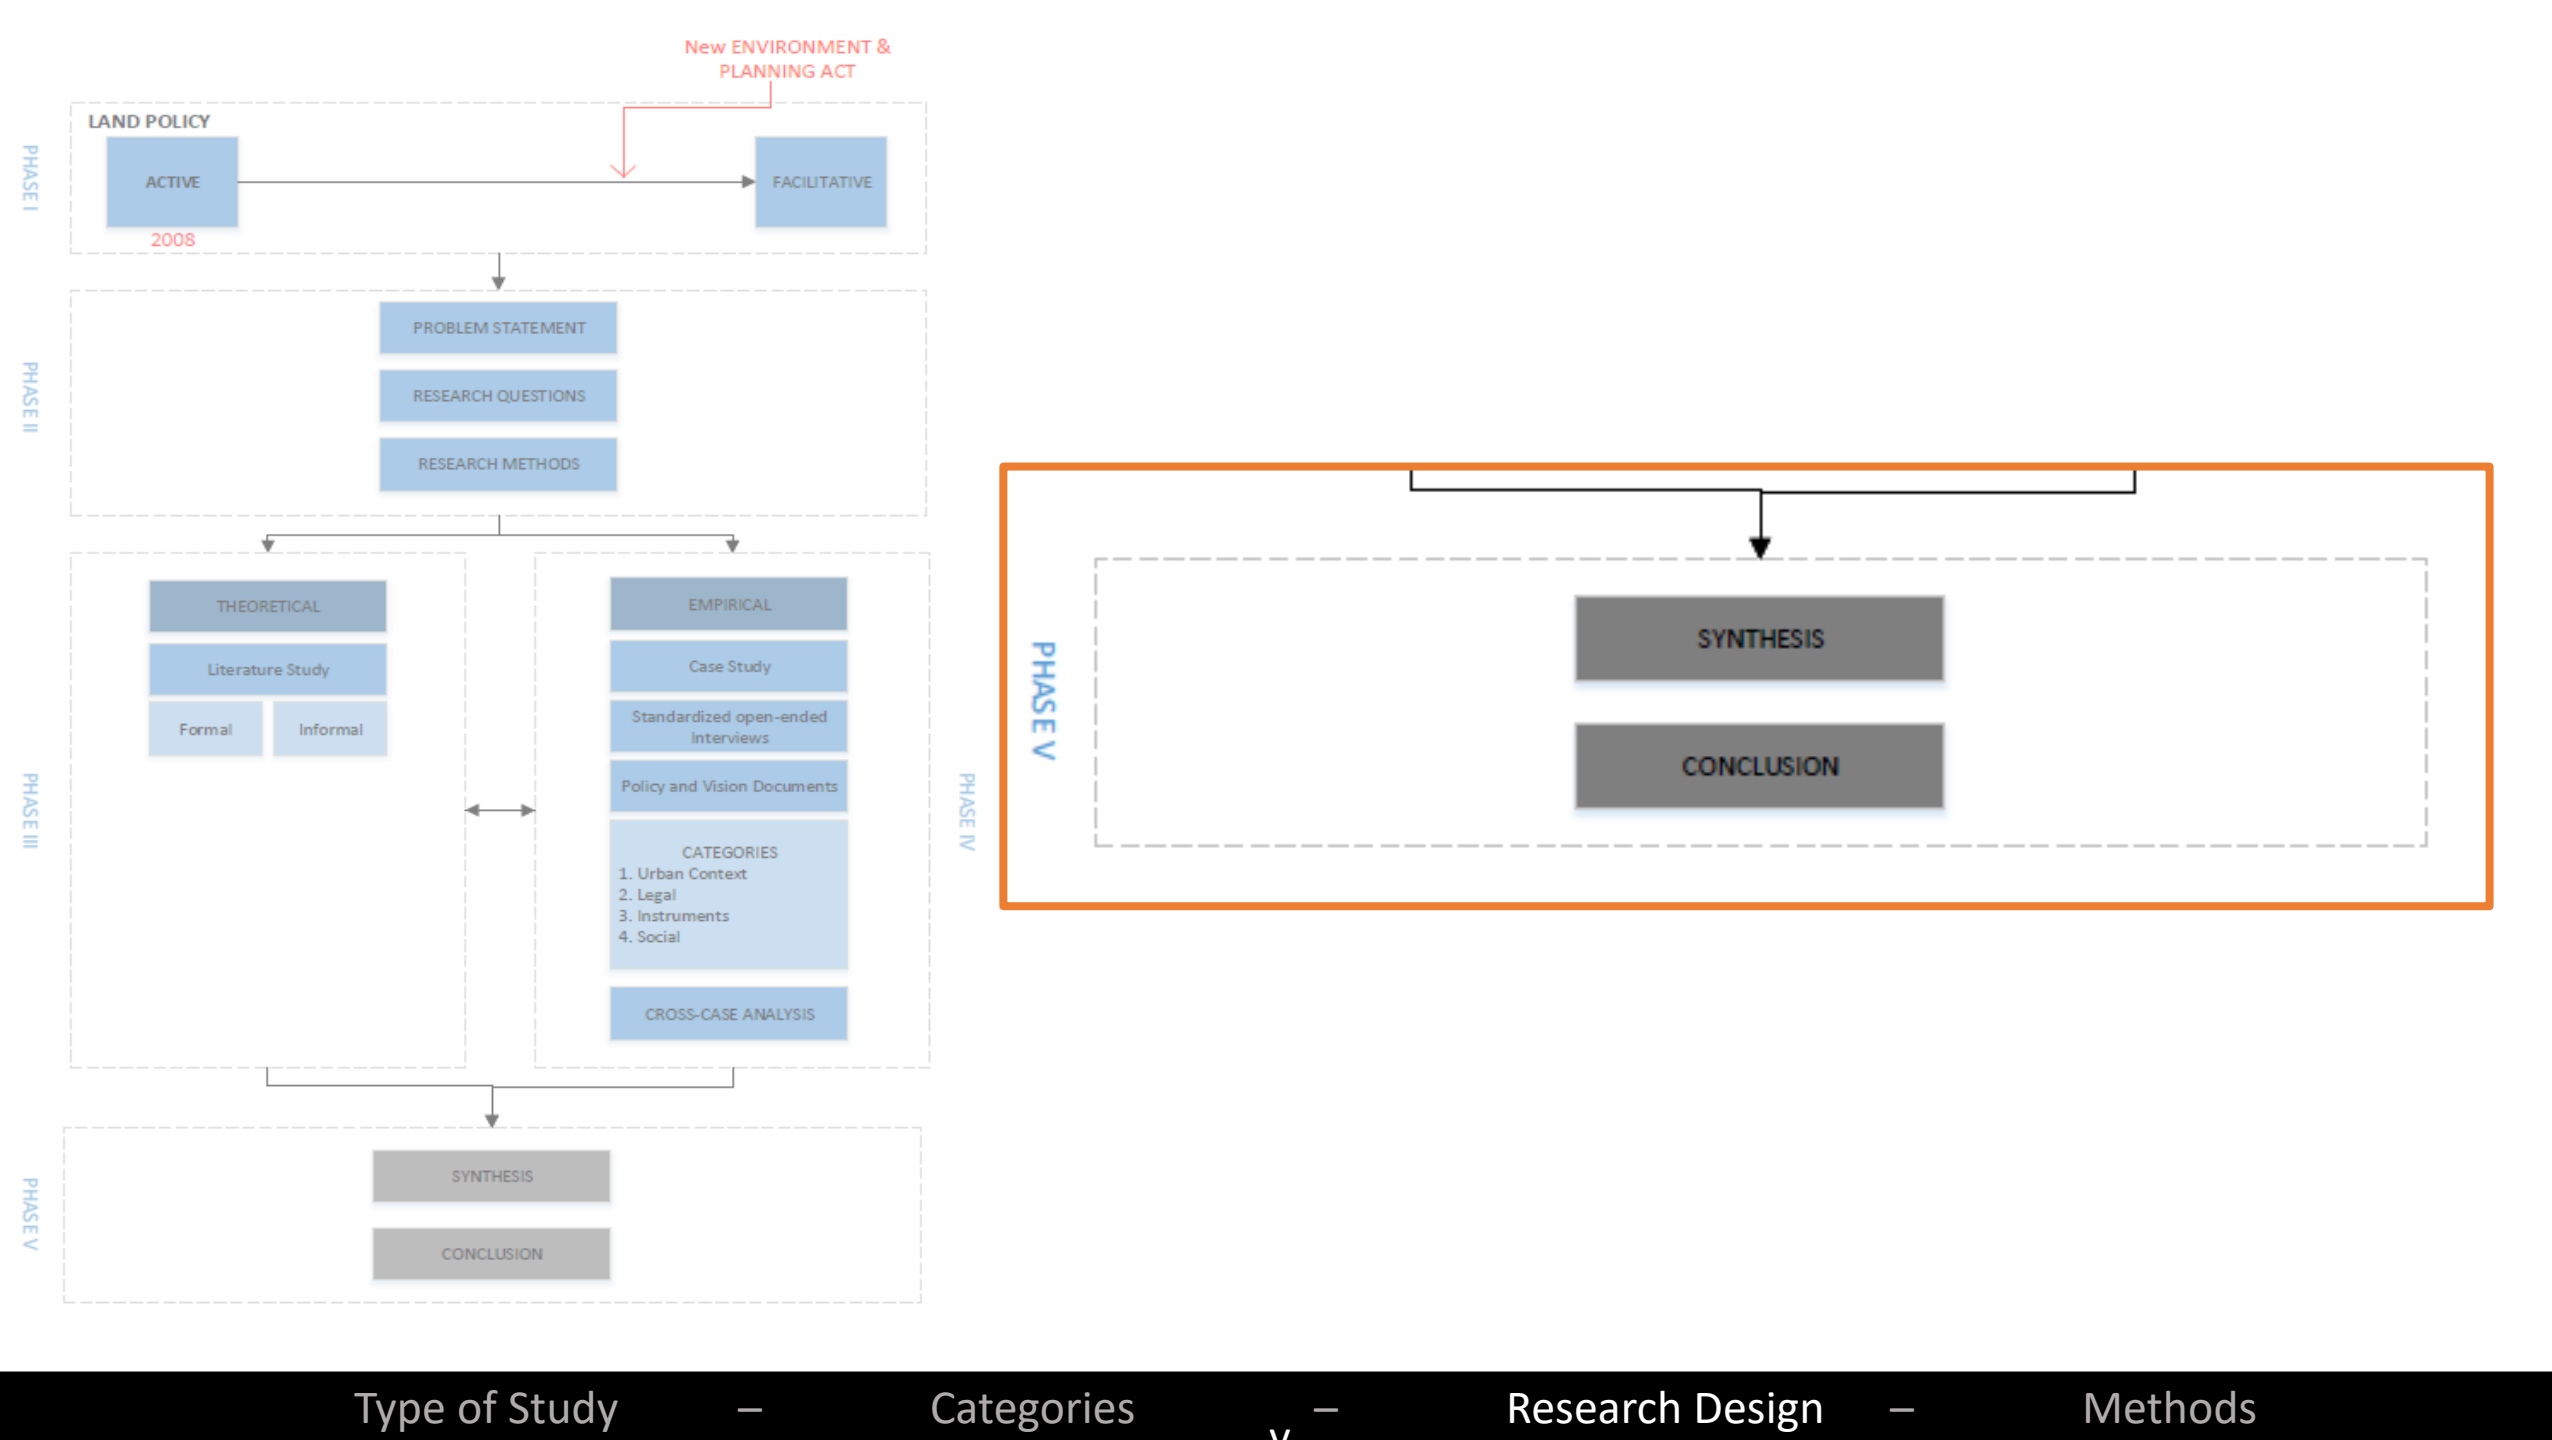 New ENVIRONMENT &
PLANNING ACT
LAND POLICY
PHASE I
ACTIVE
FACILITATIVE
2008
PHASE II
PROBLEM STATEMENT
RESEARCH QUESTIONS
RESEARCH METHODS
PHASE III
THEORETICAL
Literature Study
Formal
Informal
EMPIRICAL
Case Study
Standardized open-ended
Interviews
Policy and Vision Documents
CATEGORIES
1. Urban Context
2. Legal
3. Instruments
4. Social
CROSS-CASE ANALYSIS
PHASE IV
PHASE V
SYNTHESIS
CONCLUSION
PHASE V
SYNTHESIS
CONCLUSION
Type of Study – Categories – Research Design – Methods